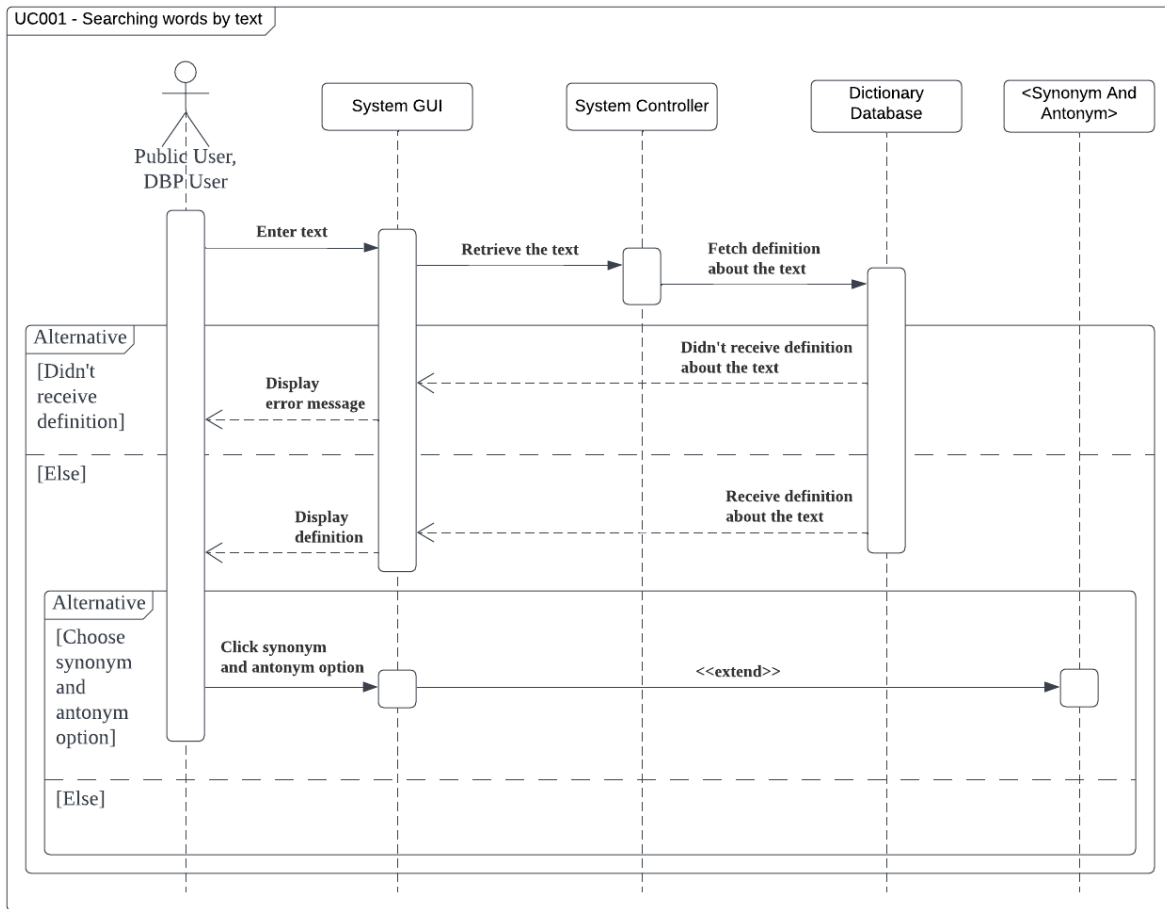 UC001 - Searching words by text
System GUI
System Controller
Dictionary
Database
<Synonym And
Antonym>
Public User,
DBP User
Enter text
Retrieve the text
Fetch definition
about the text
Alternative
[Didn't
receive
definition]
Didn't receive definition
about the text
Display
error message
[Else]
Receive definition
about the text
Display
definition
Alternative
[Choose
synonym
and
antonym
option]
Click synonym
and antonym option
<<extend>>
[Else]